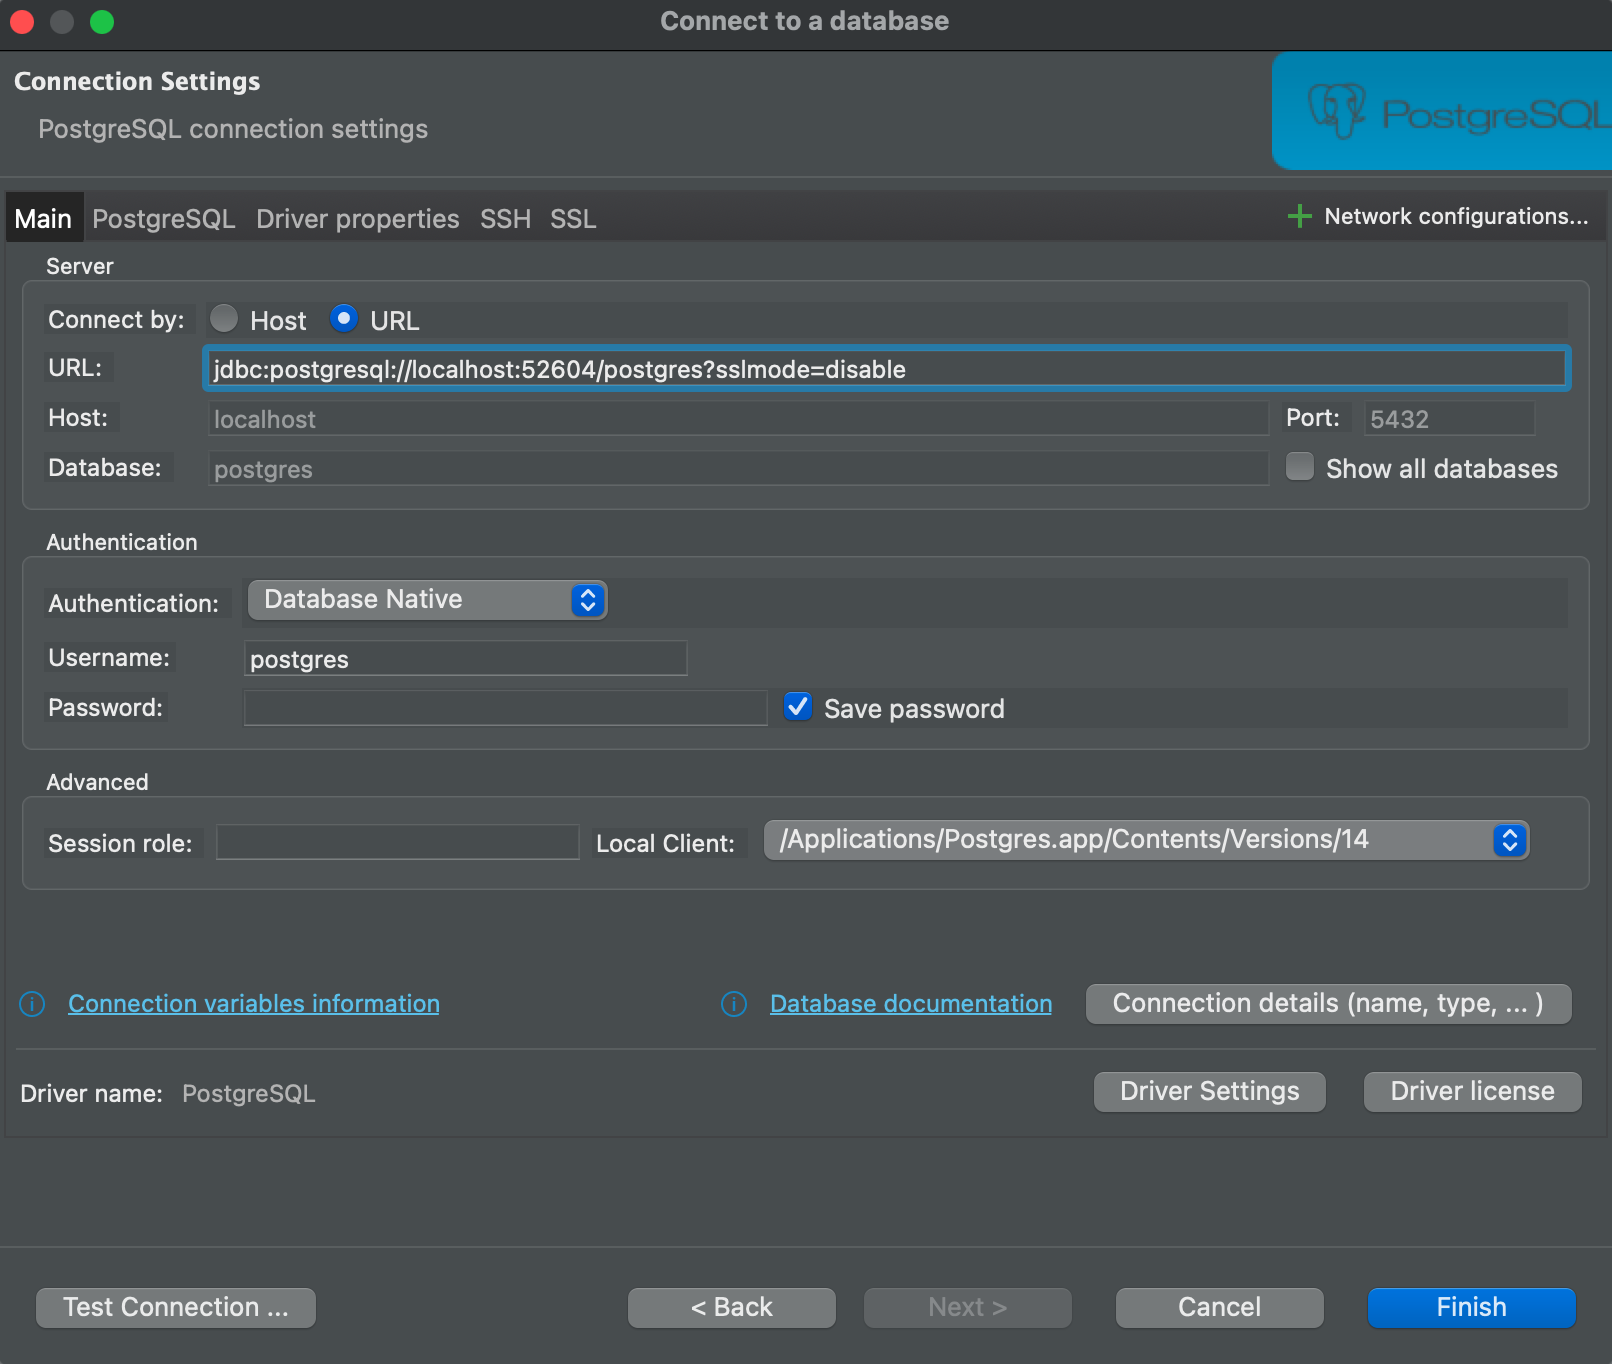 Connect to a database
Connection Settings
PostgreSQL connection settings
PostgreSQL
Main PostgreSQL Driver properties SSH SSL Network configurations...
Server
Connect by: Host URL
URL: jdbc:postgresql://localhost:52604/postgres?sslmode=disable
Host: localhost Port: 5432
Database: postgres Show all databases
Authentication
Authentication: Database Native
Username: postgres
Password: Save password
Advanced
Session role: Local Client: /Applications/Postgres.app/Contents/Versions/14
Connection variables information Database documentation Connection details (name, type, ... )
Driver name: PostgreSQL Driver Settings Driver license
Test Connection ... < Back Next > Cancel Finish